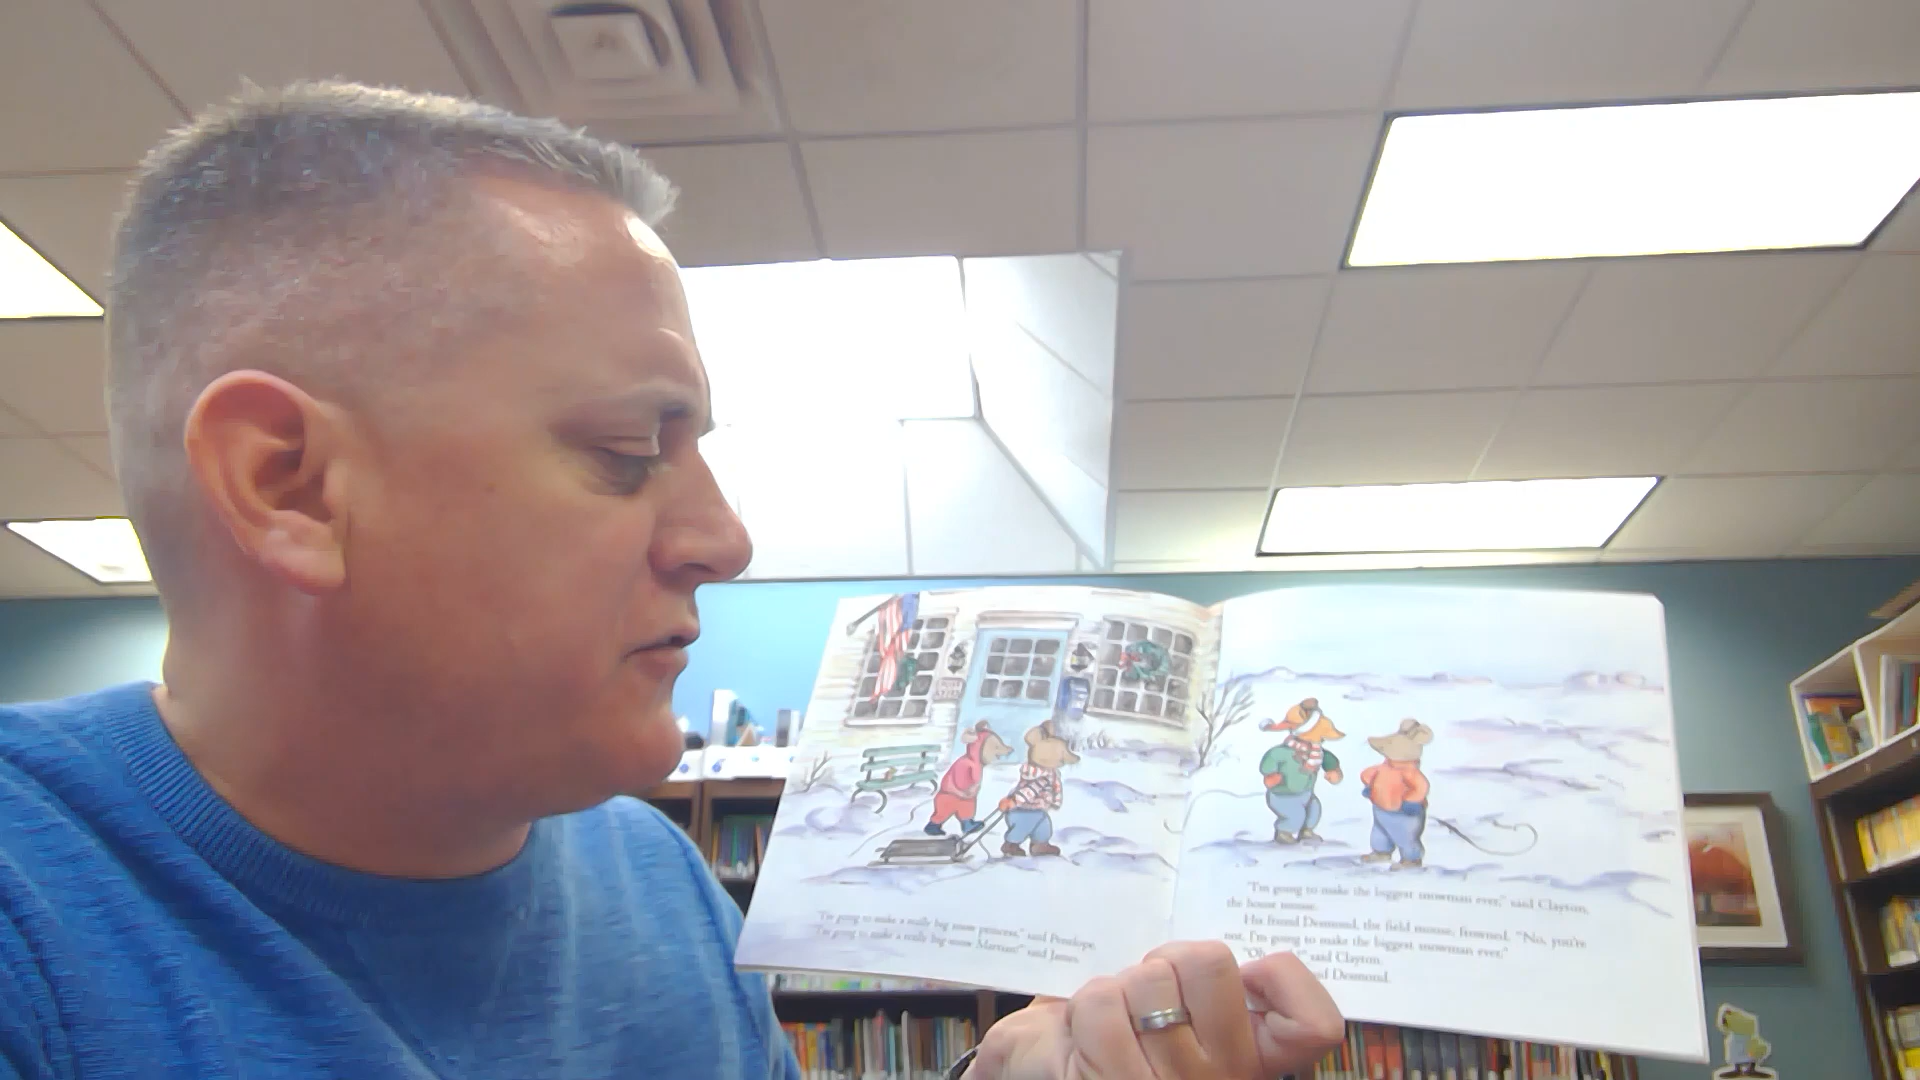 "I'm going to make a really big snow princess," said Penelope.
"I'm going to make a really big snow Martian!" said James.
"I'm going to make the biggest snowman ever," said Clayton,
the house mouse.
His friend Desmond, the field mouse, frowned. "No, you're
not. I'm going to make the biggest snowman ever."
"Oh said Clayton.
said Desmond.